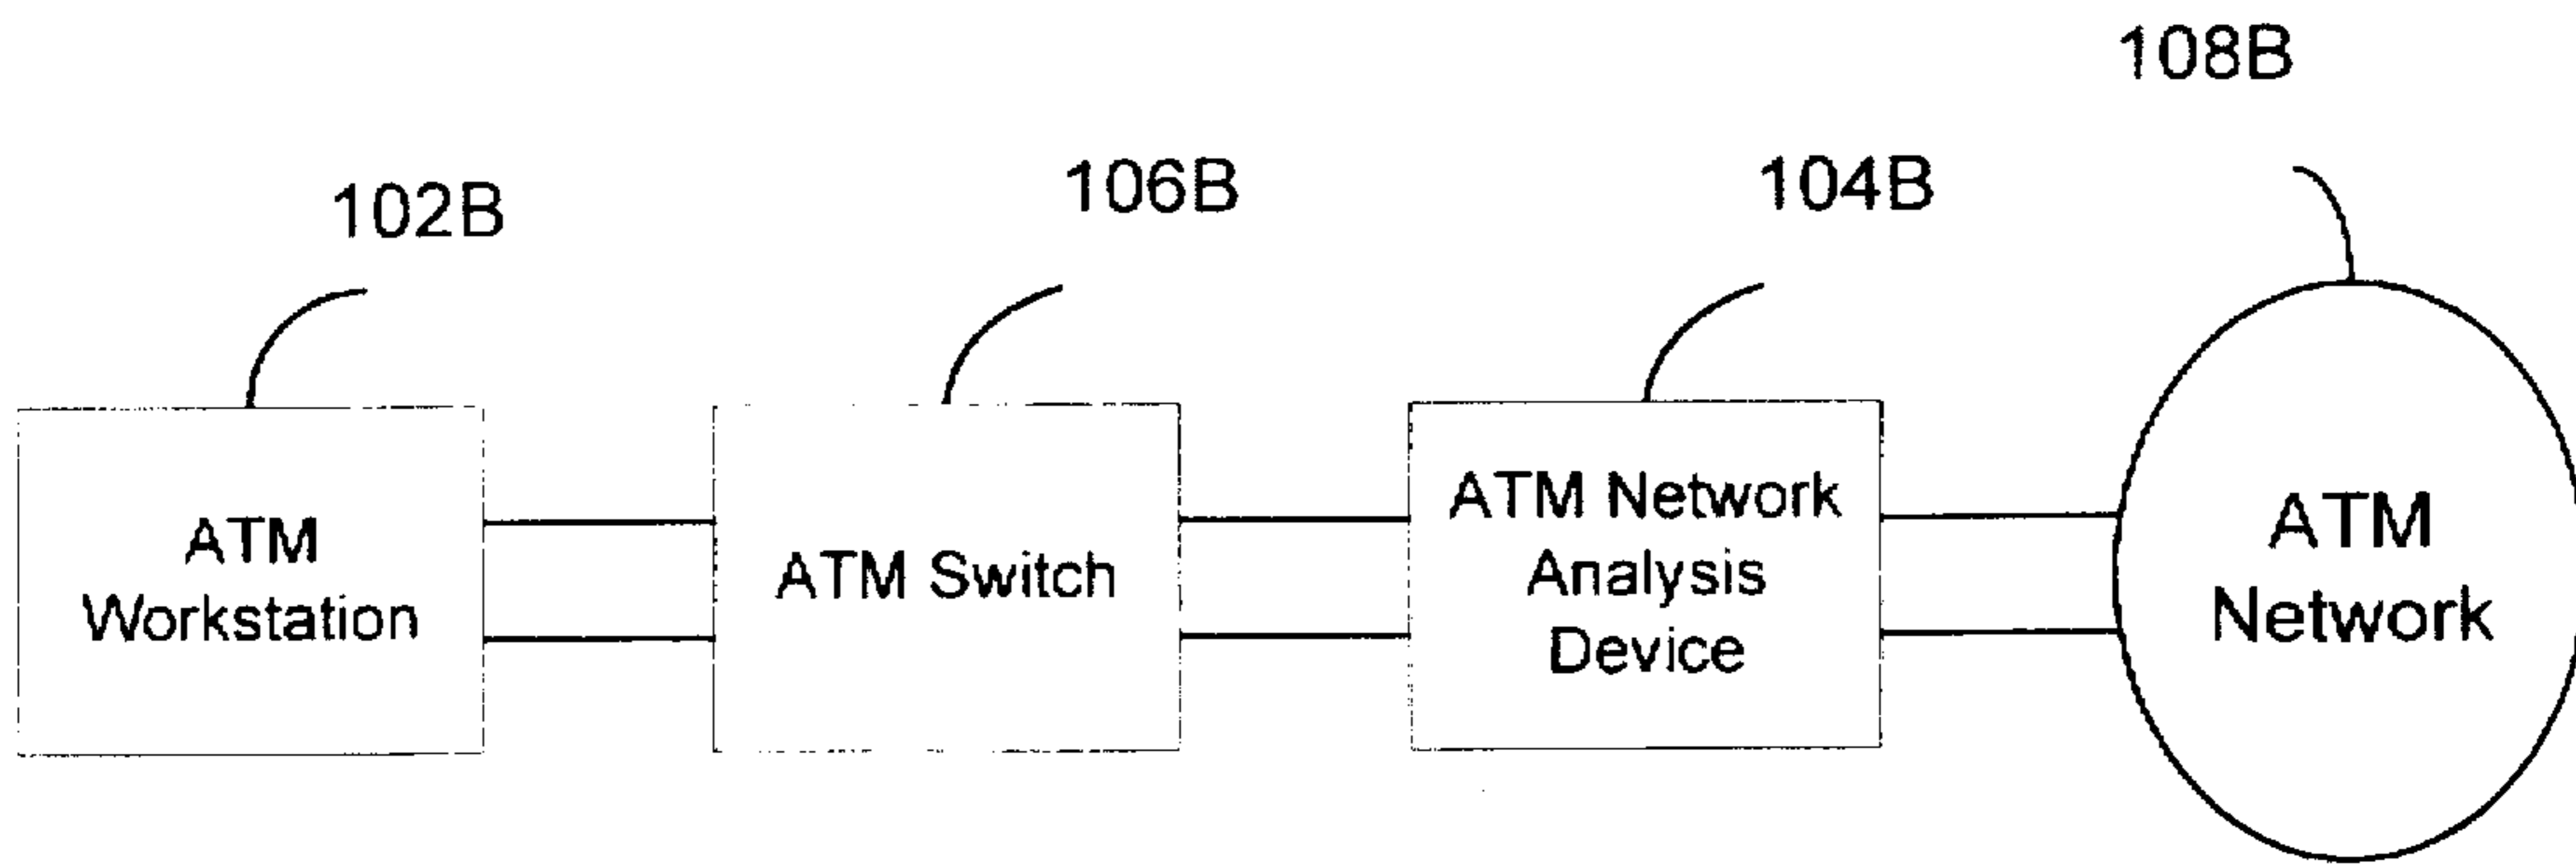 108B
102B
106B
104B
ATM
Workstation
ATM Switch
ATM Network
Analysis
Device
ATM
Network